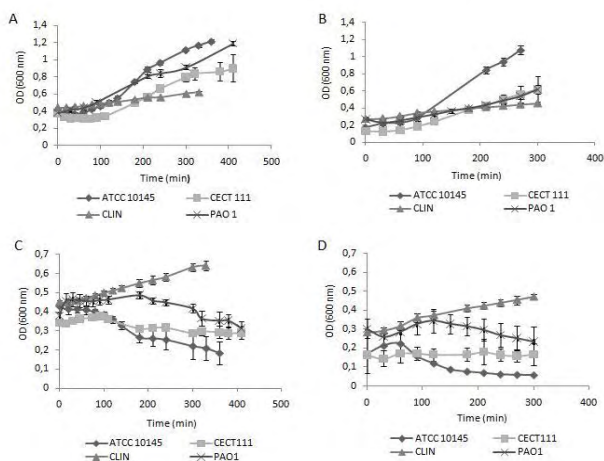 A
1,4
1,2
1
0,8
0,6
0,4
0,2
0
OD (600 nm)
0 100 200 300 400 500
Time (min)
ATCC 10145 CECT 111
CLIN PAO 1
B
1,4
1,2
1
0,8
0,6
0,4
0,2
0
OD (600 nm)
0 100 200 300 400
Time (min)
ATCC 10145 CECT 111
CLIN PAO 1
C
0,7
0,6
0,5
0,4
0,3
0,2
0,1
0
OD (600 nm)
0 100 200 300 400 500
Time (min)
ATCC 10145 CECT111
CLIN PAO1
D
0,7
0,6
0,5
0,4
0,3
0,2
0,1
0
OD (600 nm)
0 100 200 300 400
Time (min)
ATCC 10145 CECT111
CLIN PAO1